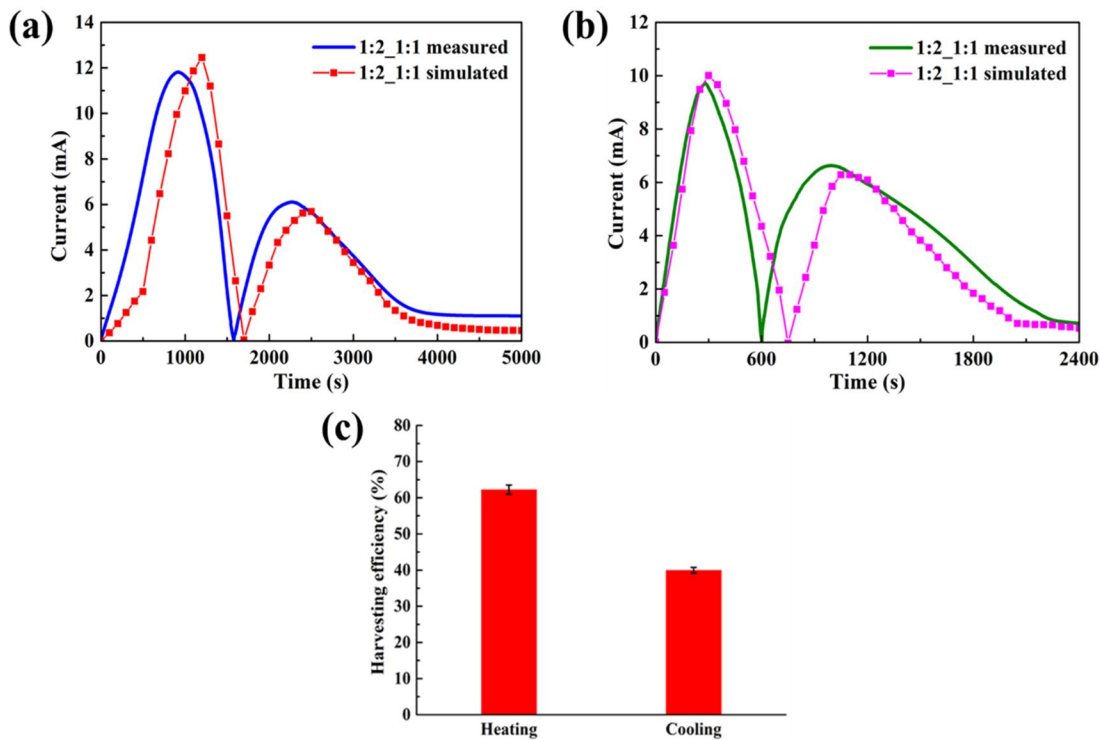 (a)
14
12
10
8
6
4
2
0
Current (mA)
1:2_1:1 measured
1:2_1:1 simulated
0 1000 2000 3000 4000 5000
Time (s)
(b)
12
10
8
6
4
2
0
Current (mA)
1:2_1:1 measured
1:2_1:1 simulated
0 600 1200 1800 2400
Time (s)
(c)
80
70
60
50
40
30
20
10
0
Harvesting efficiency (%)
Heating Cooling